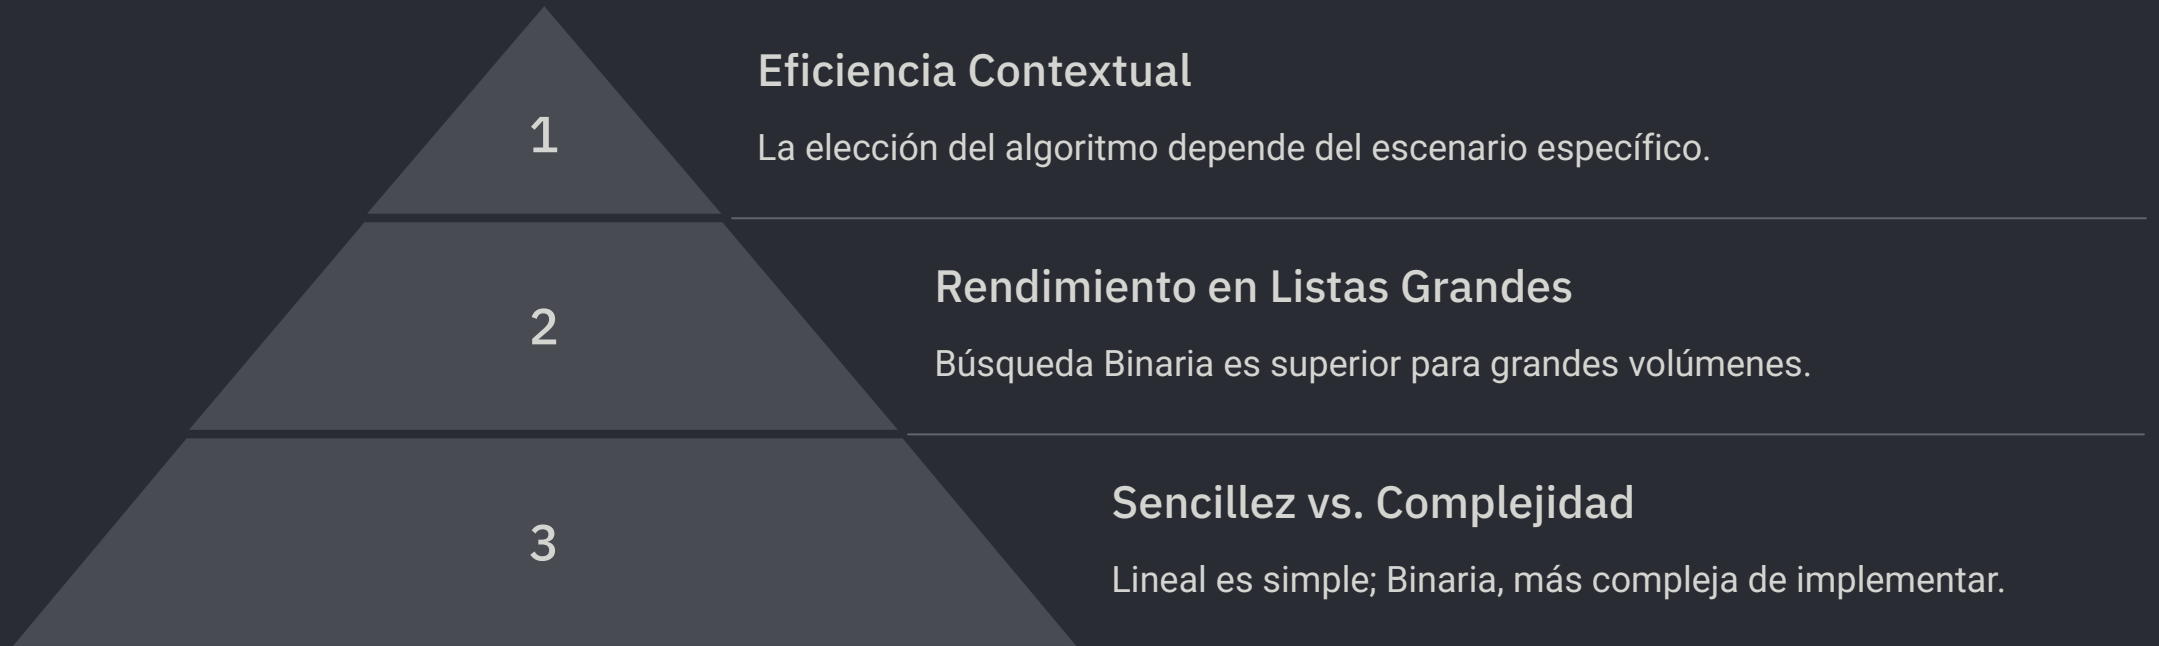 1
Eficiencia Contextual
La elección del algoritmo depende del escenario específico.
2
Rendimiento en Listas Grandes
Búsqueda Binaria es superior para grandes volúmenes.
3
Sencillez vs. Complejidad
Lineal es simple; Binaria, más compleja de implementar.